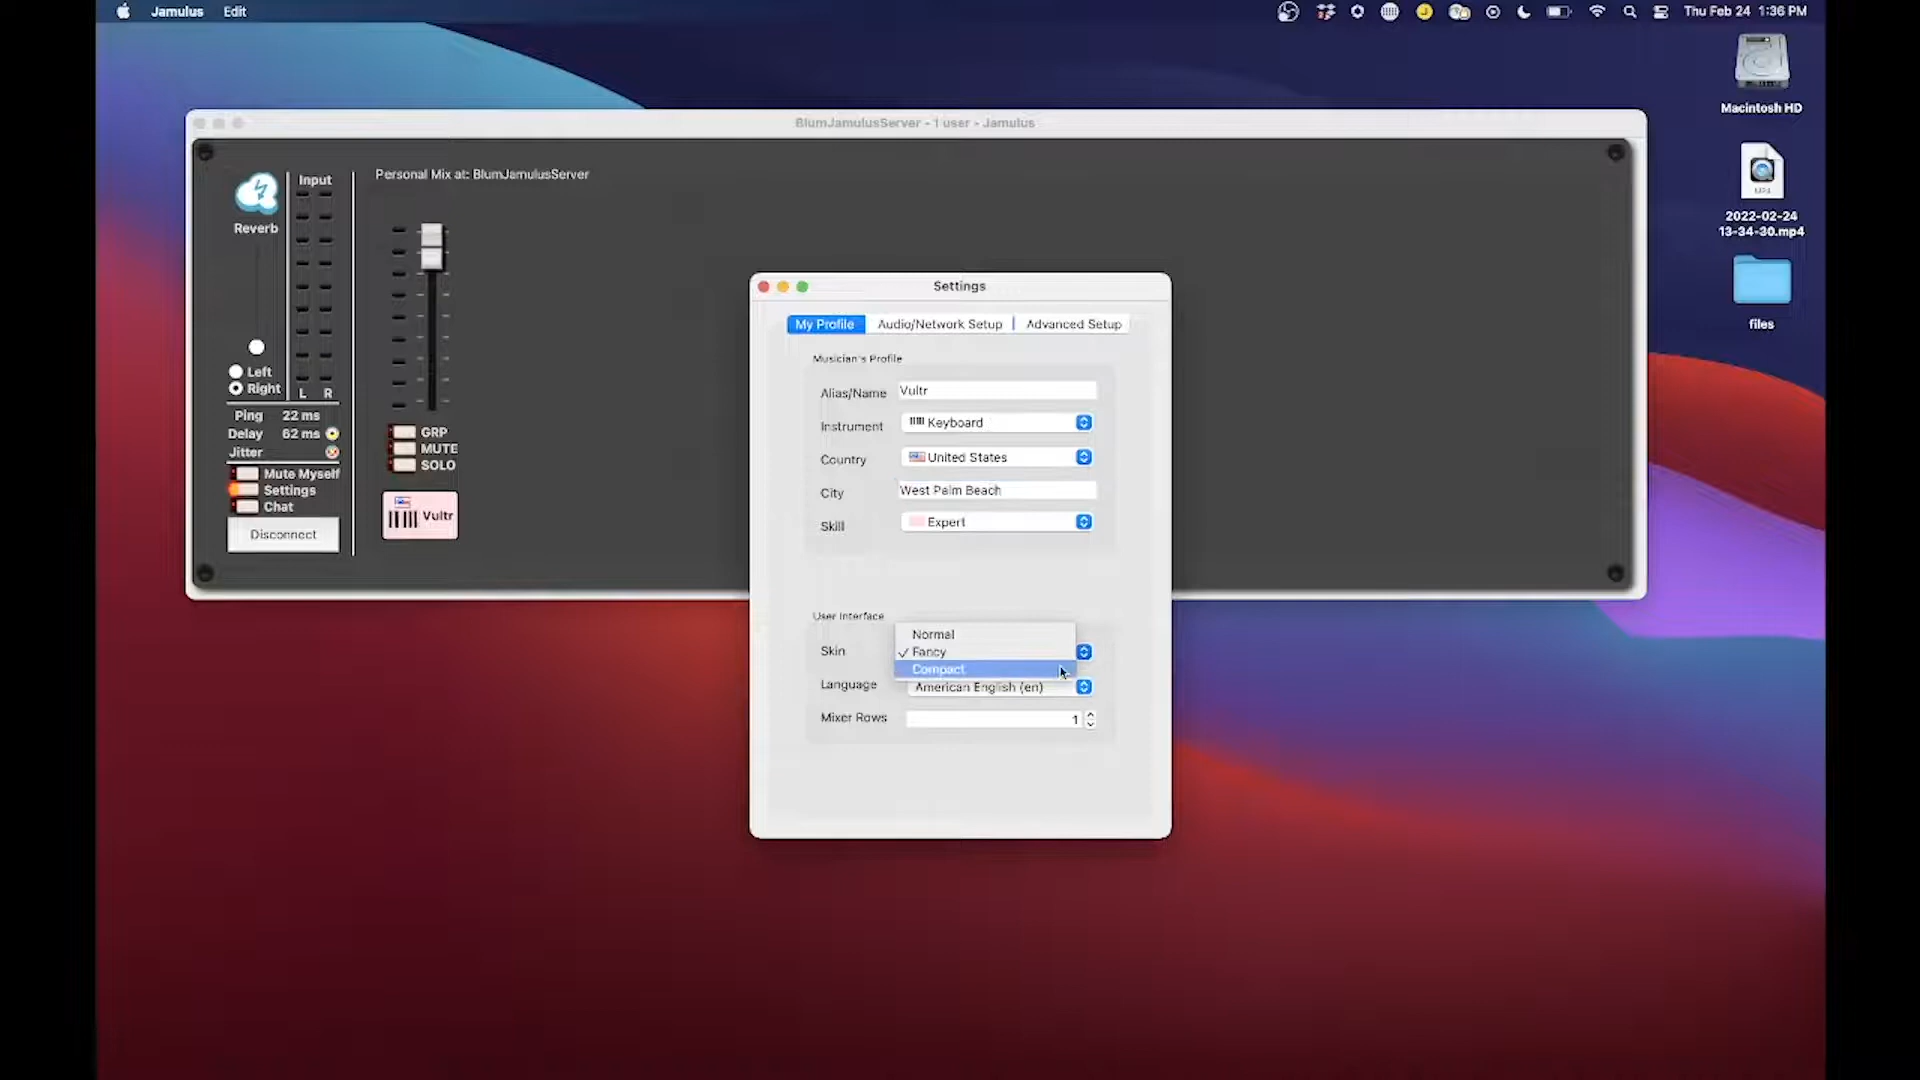 Jamulus Edit
Thu Feb 24 1:36 PM
Macintosh HD
2022-02-24
13-34-30.mp4
files
BlumJamulusServer - 1 user - Jamulus
Reverb
Input
Left
Right
L R
Ping 22 ms
Delay 62 ms
Jitter
Mute Myself
Settings
Chat
Disconnect
Personal Mix at: BlumJamulusServer
GRP
MUTE
SOLO
Vultr
Settings
My Profile Audio/Network Setup Advanced Setup
Musician's Profile
Alias/Name Vultr
Instrument Keyboard
Country United States
City West Palm Beach
Skill Expert
User Interface
Normal
Skin ✓ Fancy
Compact
Language American English (en)
Mixer Rows 1